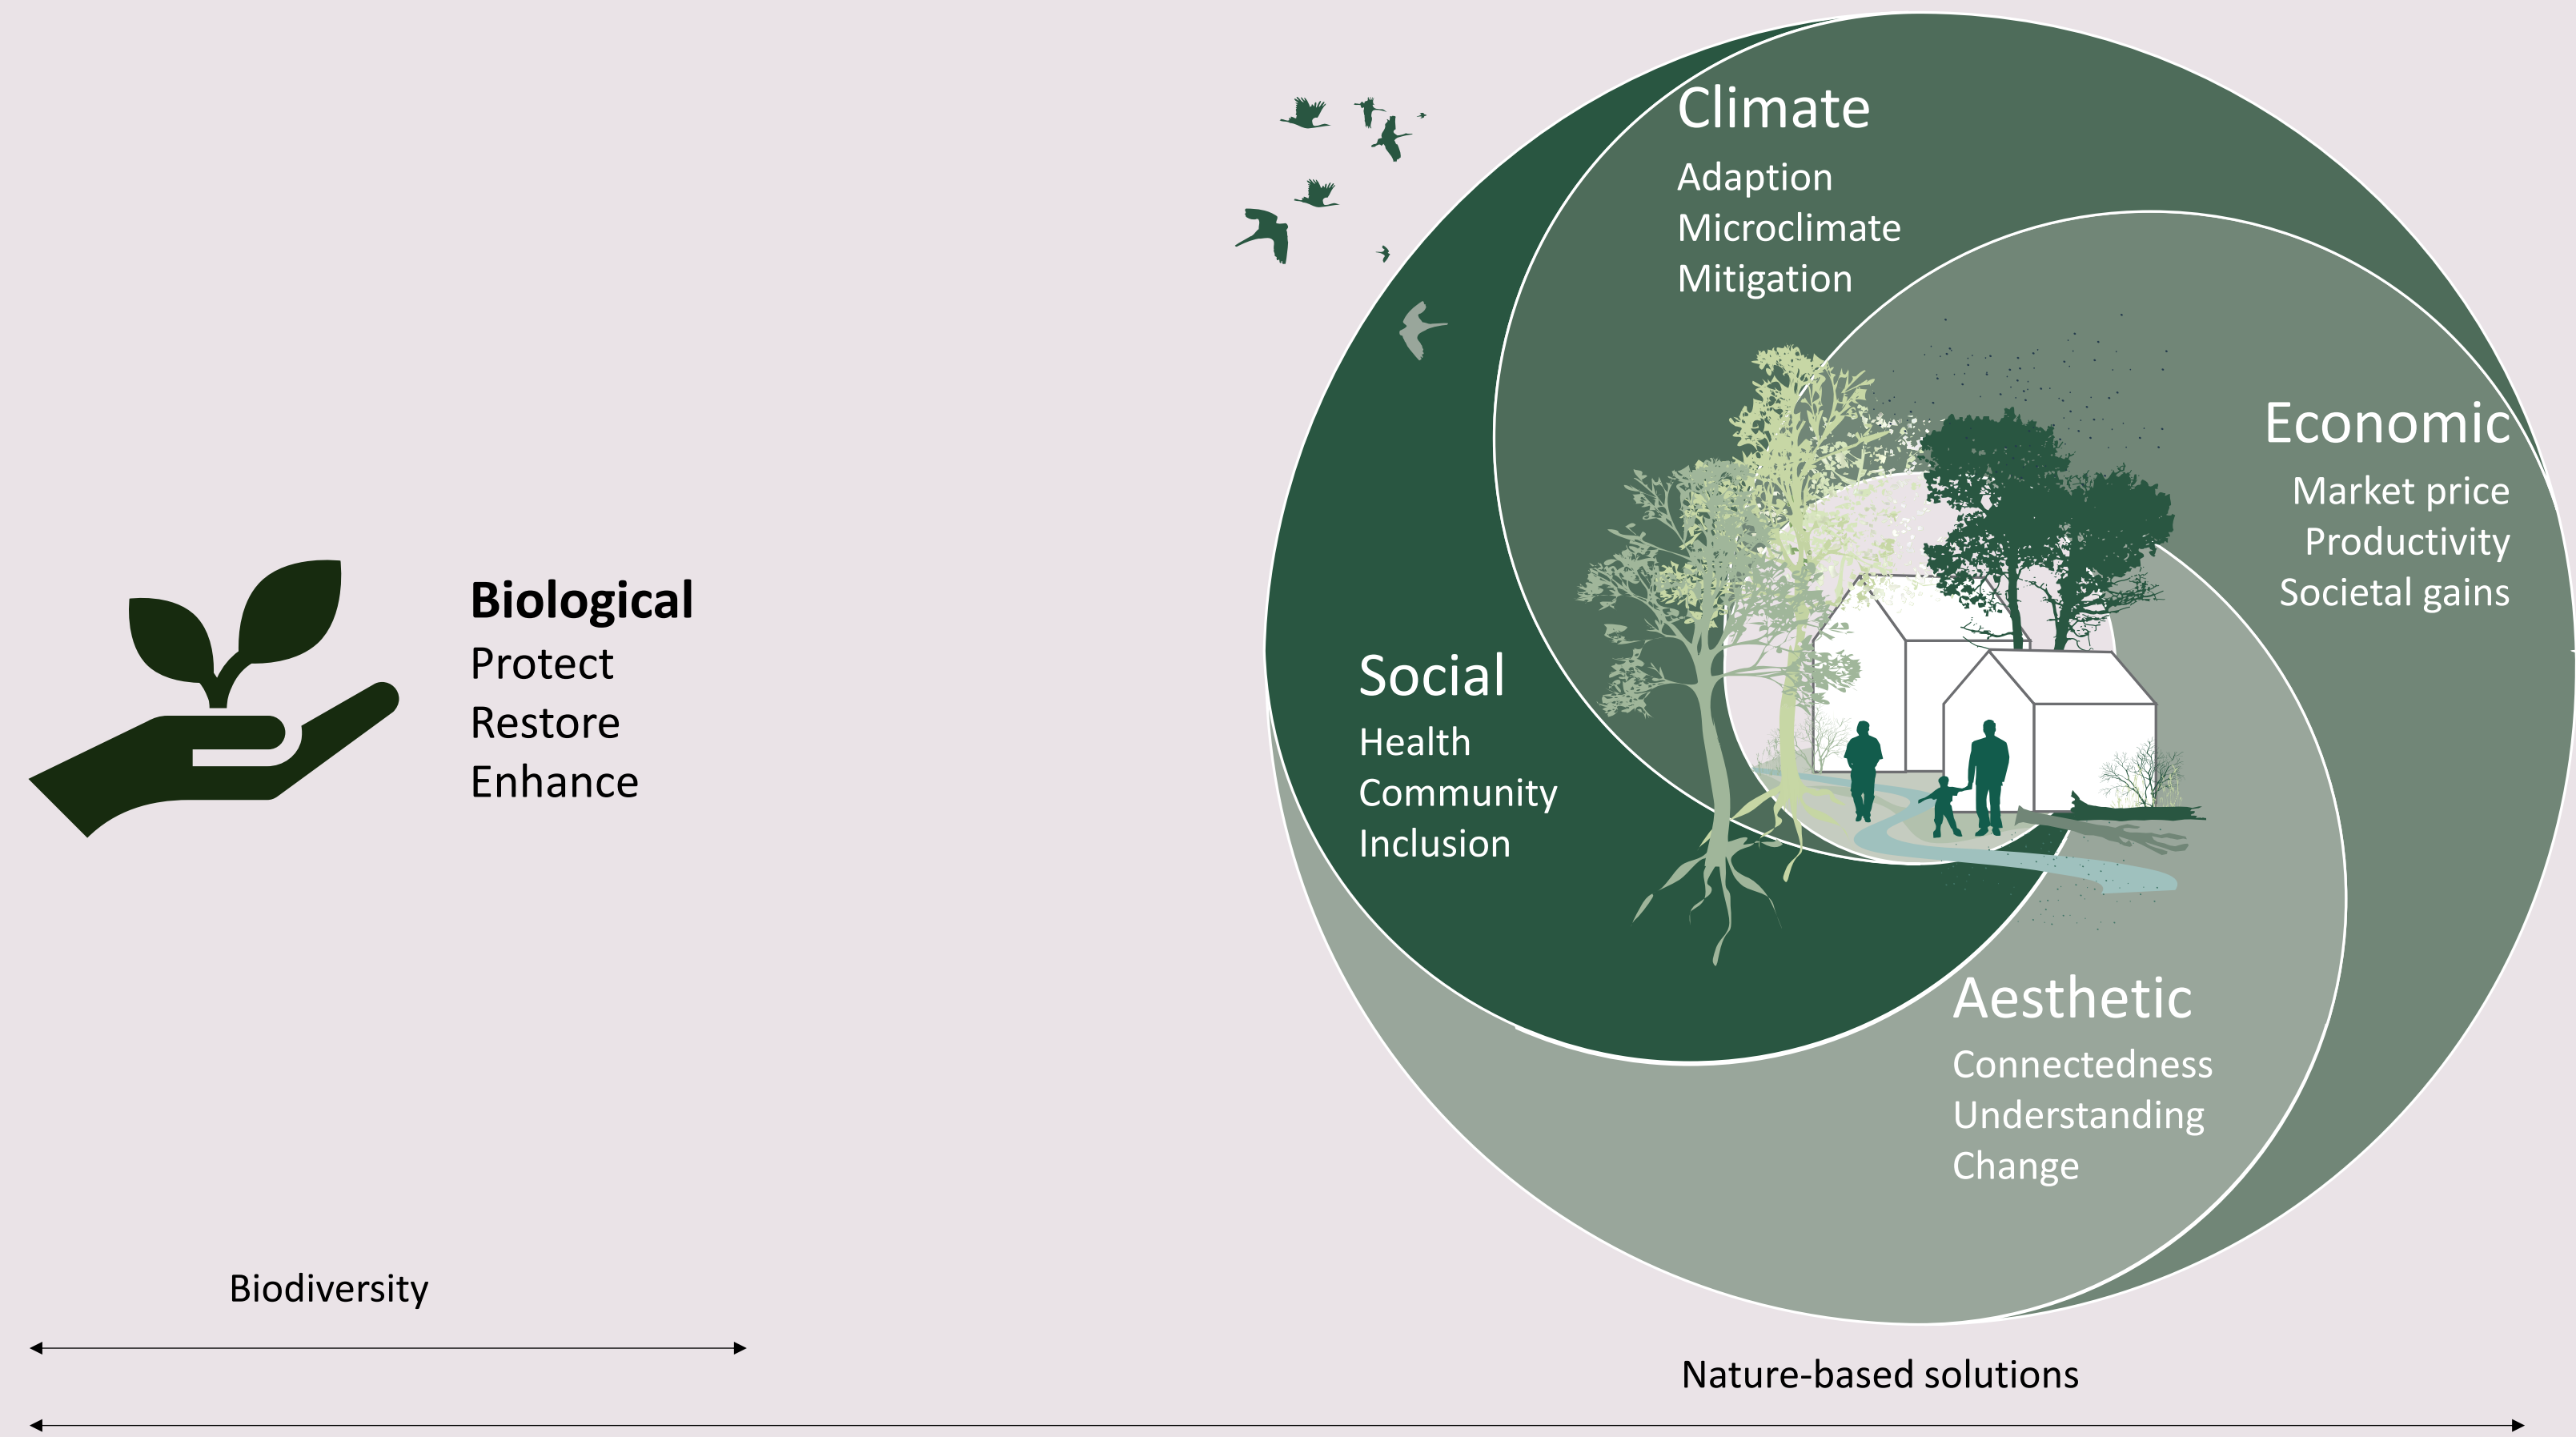 Biological
Protect
Restore
Enhance
Biodiversity
Climate
Adaption
Microclimate
Mitigation
Economic
Market price
Productivity
Societal gains
Social
Health
Community
Inclusion
Aesthetic
Connectedness
Understanding
Change
Nature-based solutions